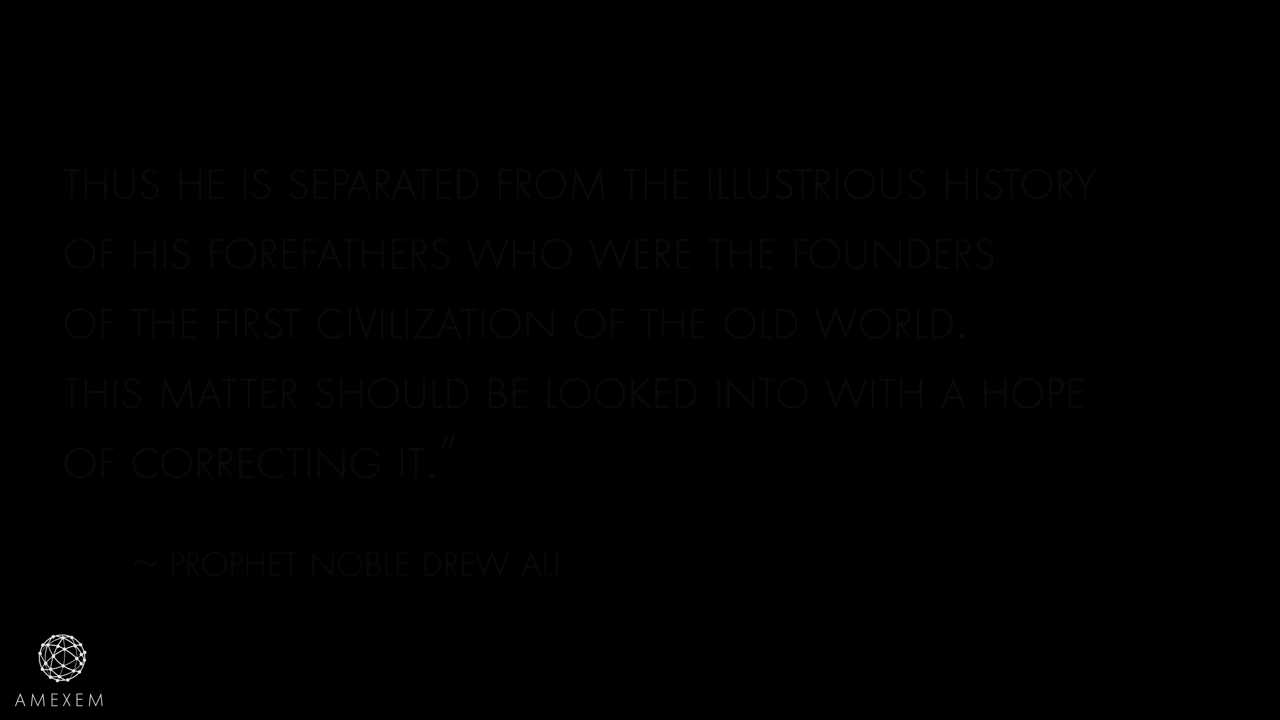 THUS HE IS SEPARATED FROM THE ILLUSTRIOUS HISTORY
OF HIS FOREFATHERS WHO WERE THE FOUNDERS
OF THE FIRST CIVILIZATION OF THE OLD WORLD.
THIS MATTER SHOULD BE LOOKED INTO WITH A HOPE
OF CORRECTING IT.”
~ PROPHET NOBLE DREW ALI
AMEXEM